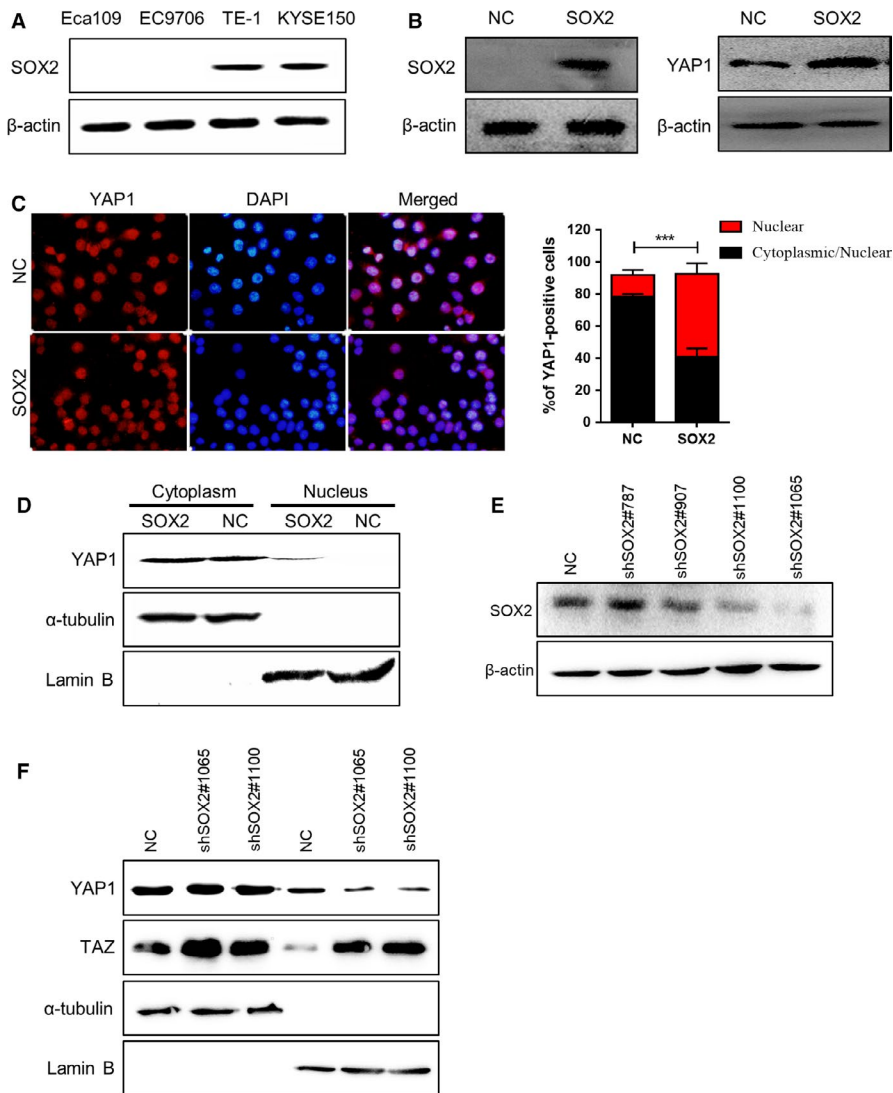 A
Eca109 EC9706 TE-1 KYSE150
SOX2
β-actin
B
NC SOX2
SOX2
β-actin
NC SOX2
YAP1
β-actin
C
YAP1 DAPI Merged
NC
SOX2
Nuclear
Cytoplasmic/Nuclear
***
%of YAP1-positive cells
120
100
80
60
40
20
0
NC SOX2
D
Cytoplasm Nucleus
SOX2 NC SOX2 NC
YAP1
α-tubulin
Lamin B
E
NC shSOX2#787 shSOX2#907 shSOX2#1100 shSOX2#1065
SOX2
β-actin
F
NC shSOX2#1065 shSOX2#1100 NC shSOX2#1065 shSOX2#1100
YAP1
TAZ
α-tubulin
Lamin B